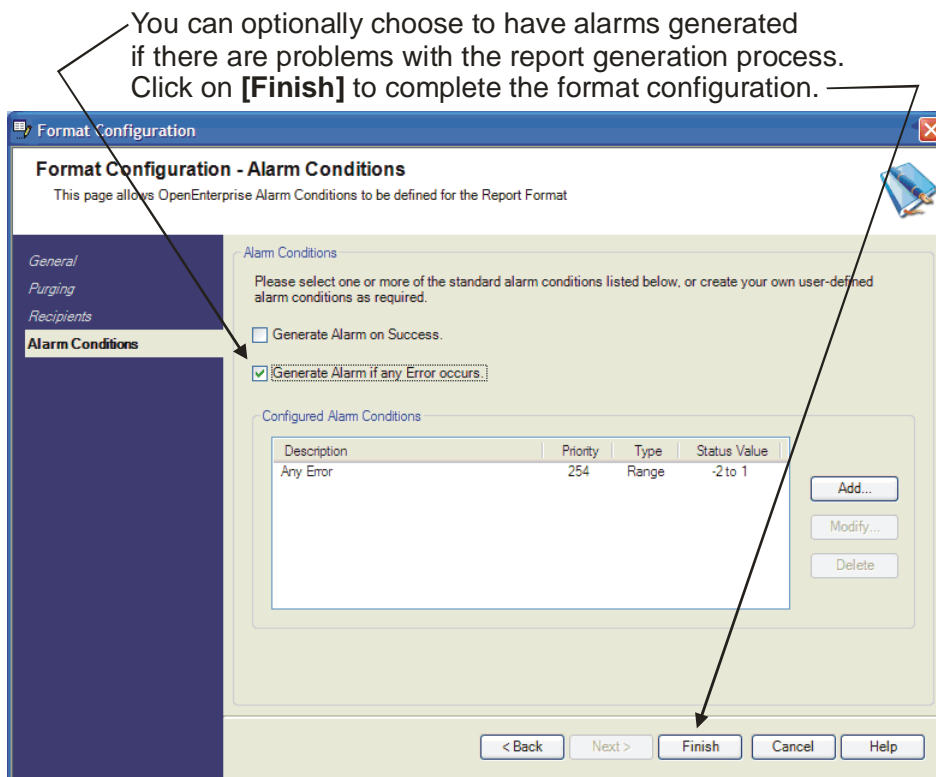 You can optionally choose to have alarms generated
if there are problems with the report generation process.
Click on [Finish] to complete the format configuration.
Format Configuration
Format Configuration - Alarm Conditions
This page allows OpenEnterprise Alarm Conditions to be defined for the Report Format
General
Purging
Recipients
Alarm Conditions
Alarm Conditions
Please select one or more of the standard alarm conditions listed below, or create your own user-defined
alarm conditions as required.
Generate Alarm on Success.
Generate Alarm if any Error occurs.
Configured Alarm Conditions
Description Priority Type Status Value
Any Error 254 Range -2 to 1
Add...
Modify...
Delete
< Back Next > Finish Cancel Help